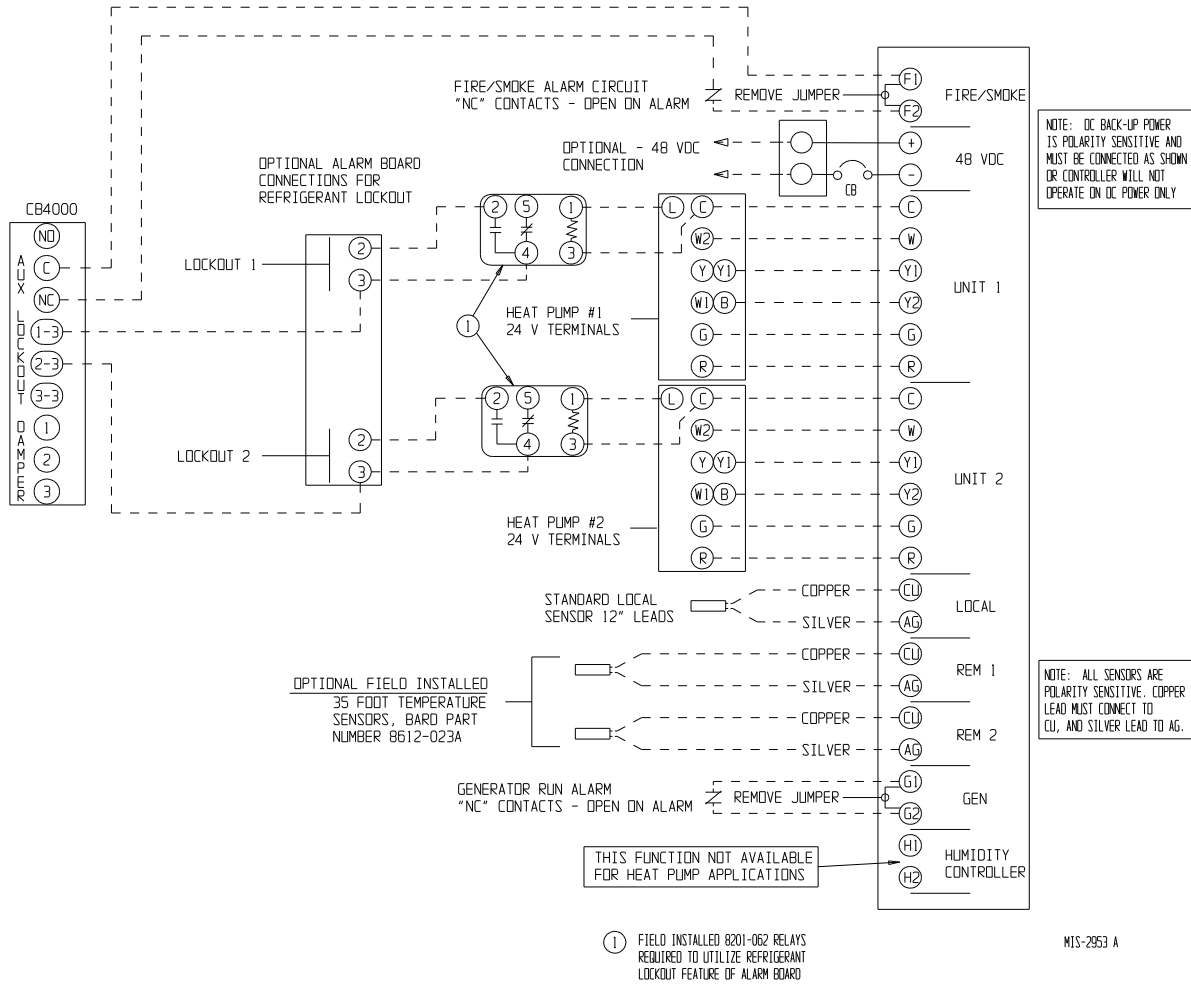 FIRE/SMOKE ALARM CIRCUIT
"NC" CONTACTS - OPEN ON ALARM
REMOVE JUMPER
F1
F2
FIRE/SMOKE
OPTIONAL - 48 VDC
CONNECTION
CB
+
-
48 VDC
NOTE: DC BACK-UP POWER
IS POLARITY SENSITIVE AND
MUST BE CONNECTED AS SHOWN
OR CONTROLLER WILL NOT
OPERATE ON DC POWER ONLY
OPTIONAL ALARM BOARD
CONNECTIONS FOR
REFRIGERANT LOCKOUT
CB4000
NO
C
NC
1-3
2-3
3-3
1
2
3
AUX LOCKOUT DAMPER
LOCKOUT 1
2
3
LOCKOUT 2
2
3
2 5 1
4 3
1
2 5 1
4 3
HEAT PUMP #1
24 V TERMINALS
L C
W2
Y Y1
W1 B
G
R
C
W
Y1
Y2
G
R
UNIT 1
HEAT PUMP #2
24 V TERMINALS
L C
W2
Y Y1
W1 B
G
R
C
W
Y1
Y2
G
R
UNIT 2
STANDARD LOCAL
SENSOR 12" LEADS
COPPER
SILVER
CU
AG
LOCAL
OPTIONAL FIELD INSTALLED
35 FOOT TEMPERATURE
SENSORS, BARD PART
NUMBER 8612-023A
COPPER
SILVER
CU
AG
REM 1
COPPER
SILVER
CU
AG
REM 2
NOTE: ALL SENSORS ARE
POLARITY SENSITIVE. COPPER
LEAD MUST CONNECT TO
CU, AND SILVER LEAD TO AG.
GENERATOR RUN ALARM
"NC" CONTACTS - OPEN ON ALARM
REMOVE JUMPER
G1
G2
GEN
THIS FUNCTION NOT AVAILABLE
FOR HEAT PUMP APPLICATIONS
H1
H2
HUMIDITY
CONTROLLER
1 FIELD INSTALLED 8201-062 RELAYS
REQUIRED TO UTILIZE REFRIGERANT
LOCKOUT FEATURE OF ALARM BOARD
MIS-2953 A